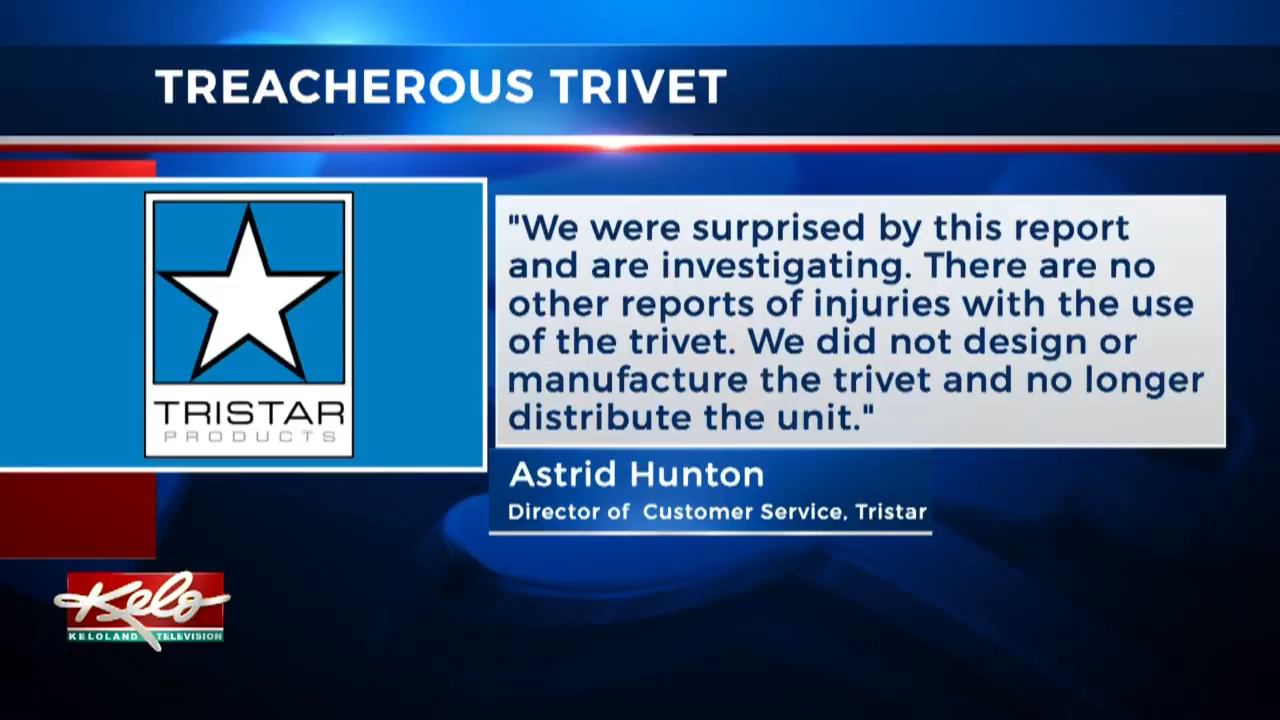 TREACHEROUS TRIVET
TRISTAR
PRODUCTS
"We were surprised by this report
and are investigating. There are no
other reports of injuries with the use
of the trivet. We did not design or
manufacture the trivet and no longer
distribute the unit."
Astrid Hunton
Director of Customer Service, Tristar
Kelo
KELOLAND TELEVISION